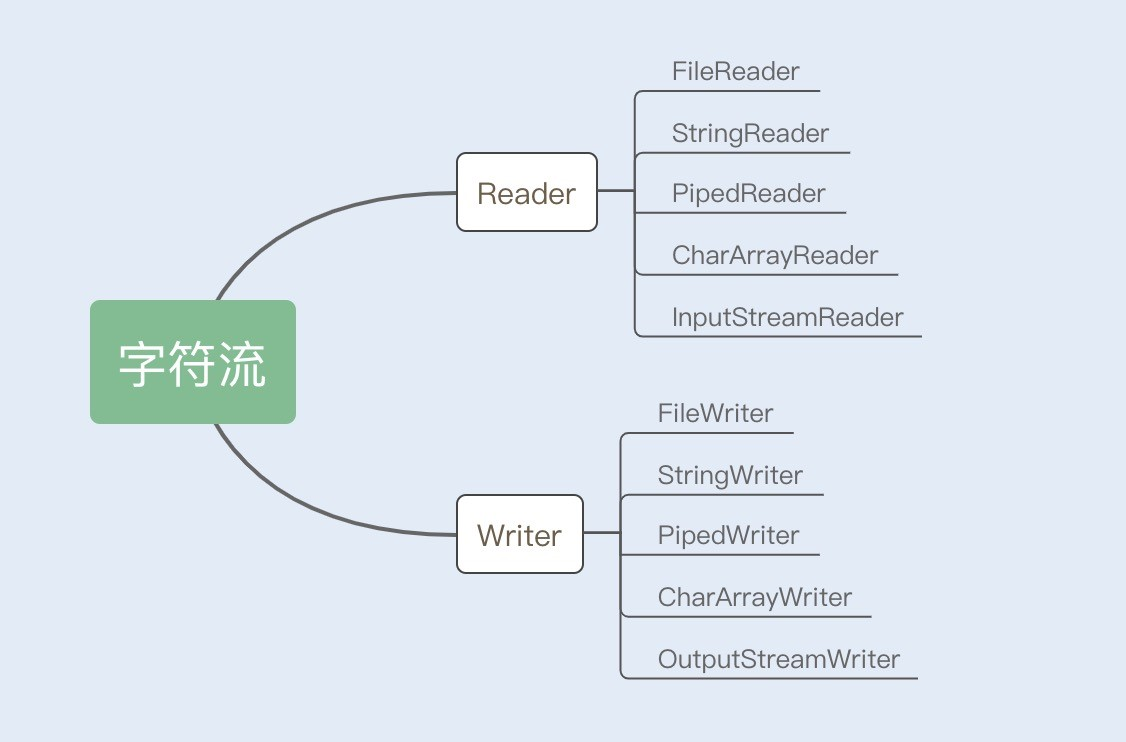 字符流
Reader
FileReader
StringReader
PipedReader
CharArrayReader
InputStreamReader
Writer
FileWriter
StringWriter
PipedWriter
CharArrayWriter
OutputStreamWriter